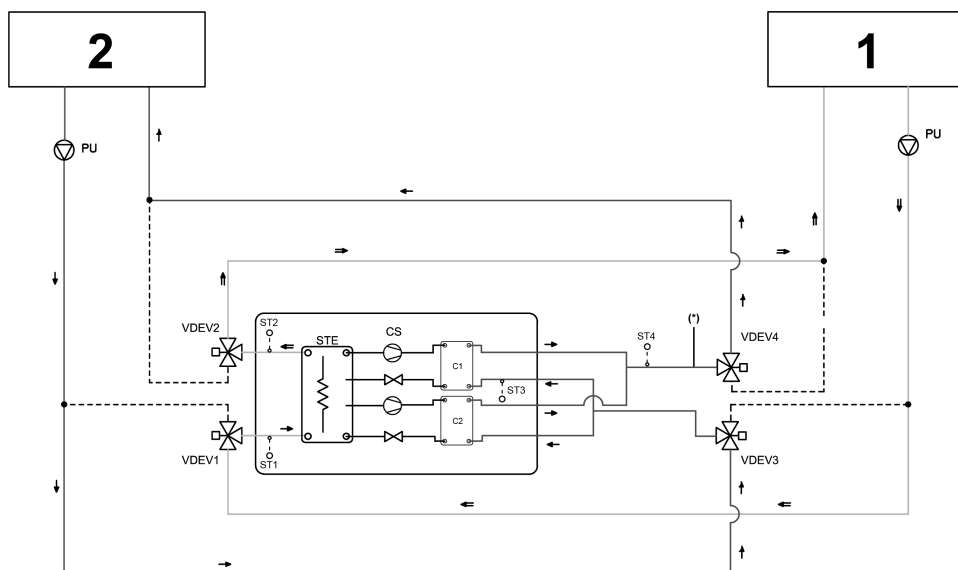 2
1
PU
PU
VDEV2
ST2
STE
CS
C1
ST4
(*)
VDEV4
ST3
C2
VDEV1
ST1
VDEV3